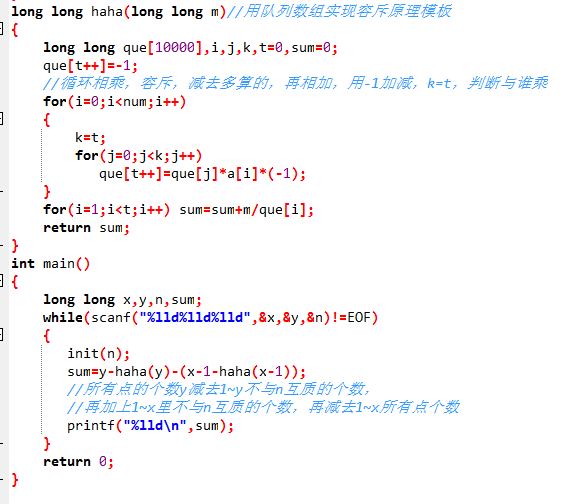 long long haha(long long m)//用队列数组实现容斥原理模板
{
long long que[10000],i,j,k,t=0,sum=0;
que[t++]=-1;
//循环相乘，容斥，减去多算的，再相加，用-1加减，k=t，判断与谁乘
for(i=0;i<num;i++)
{
k=t;
for(j=0;j<k;j++)
que[t++]=que[j]*a[i]*(-1);
}
for(i=1;i<t;i++) sum=sum+m/que[i];
return sum;
}
int main()
{
long long x,y,n,sum;
while(scanf("%lld%lld%lld",&x,&y,&n)!=EOF)
{
init(n);
sum=y-haha(y)-(x-1-haha(x-1));
//所有点的个数y减去1~y不与n互质的个数，
//再加上1~x里不与n互质的个数，再减去1~x所有点个数
printf("%lld\n",sum);
}
return 0;
}